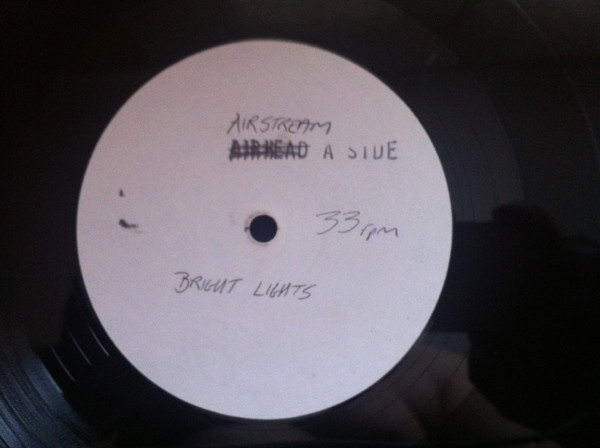 AIRSTREAM
AIRHEAD A SIDE
33rpm
BRIGHT LIGHTS